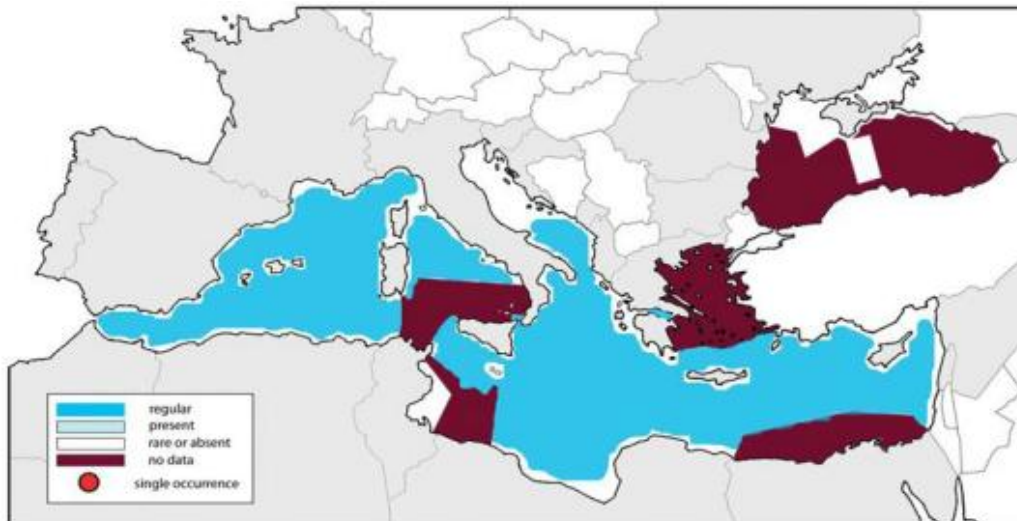 regular
present
rare or absent
no data
single occurrence